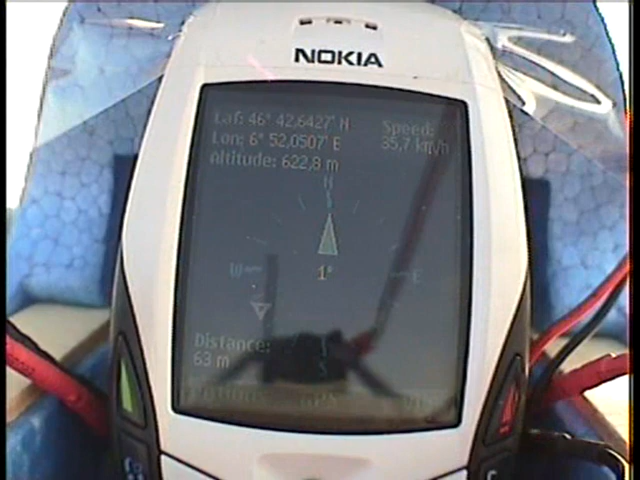 NOKIA
Lat: 46° 42,6427' N
Speed:
Lon: 6° 52,0507' E
35,7 km/h
Altitude: 622,8 m
N
W
E
1°
Distance:
63 m
S